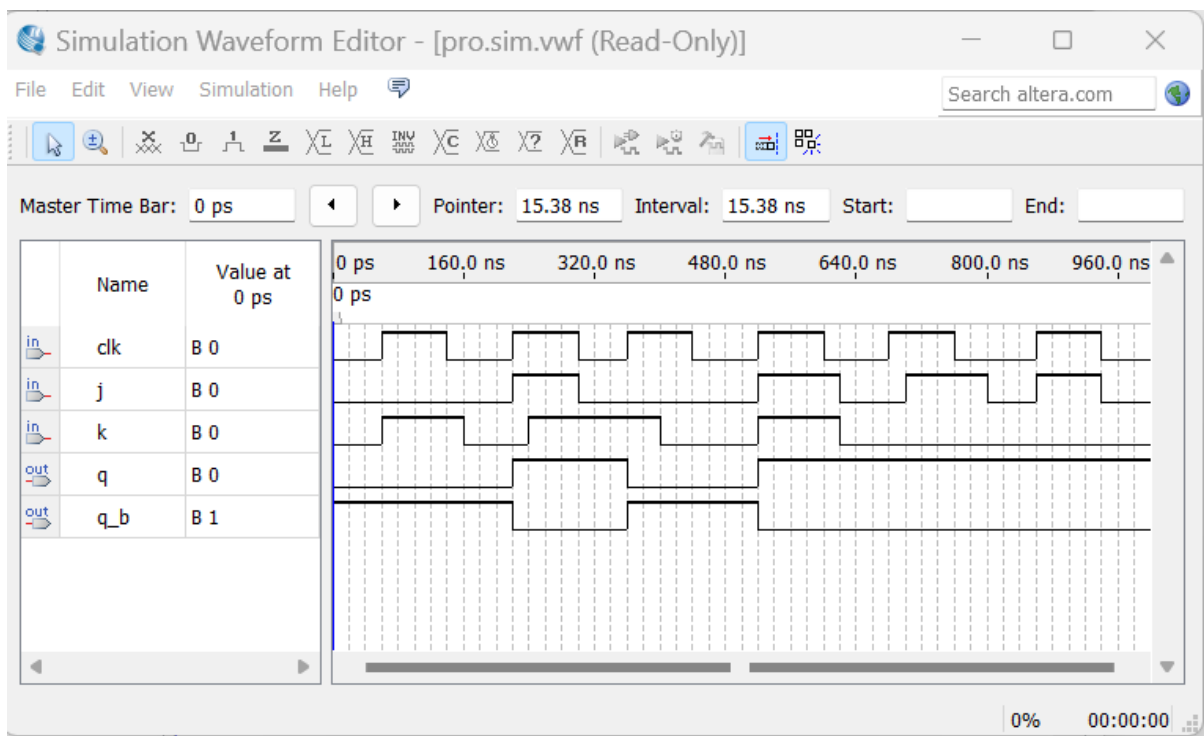 Simulation Waveform Editor - [pro.sim.vwf (Read-Only)]
File Edit View Simulation Help Search altera.com
X 0 1 Z L H INV C ? R
Master Time Bar: 0 ps Pointer: 15.38 ns Interval: 15.38 ns Start: End:
Name Value at 0 ps
0 ps 160.0 ns 320.0 ns 480.0 ns 640.0 ns 800.0 ns 960.0 ns
0 ps
in clk B 0
in j B 0
in k B 0
out q B 0
out q_b B 1
0% 00:00:00